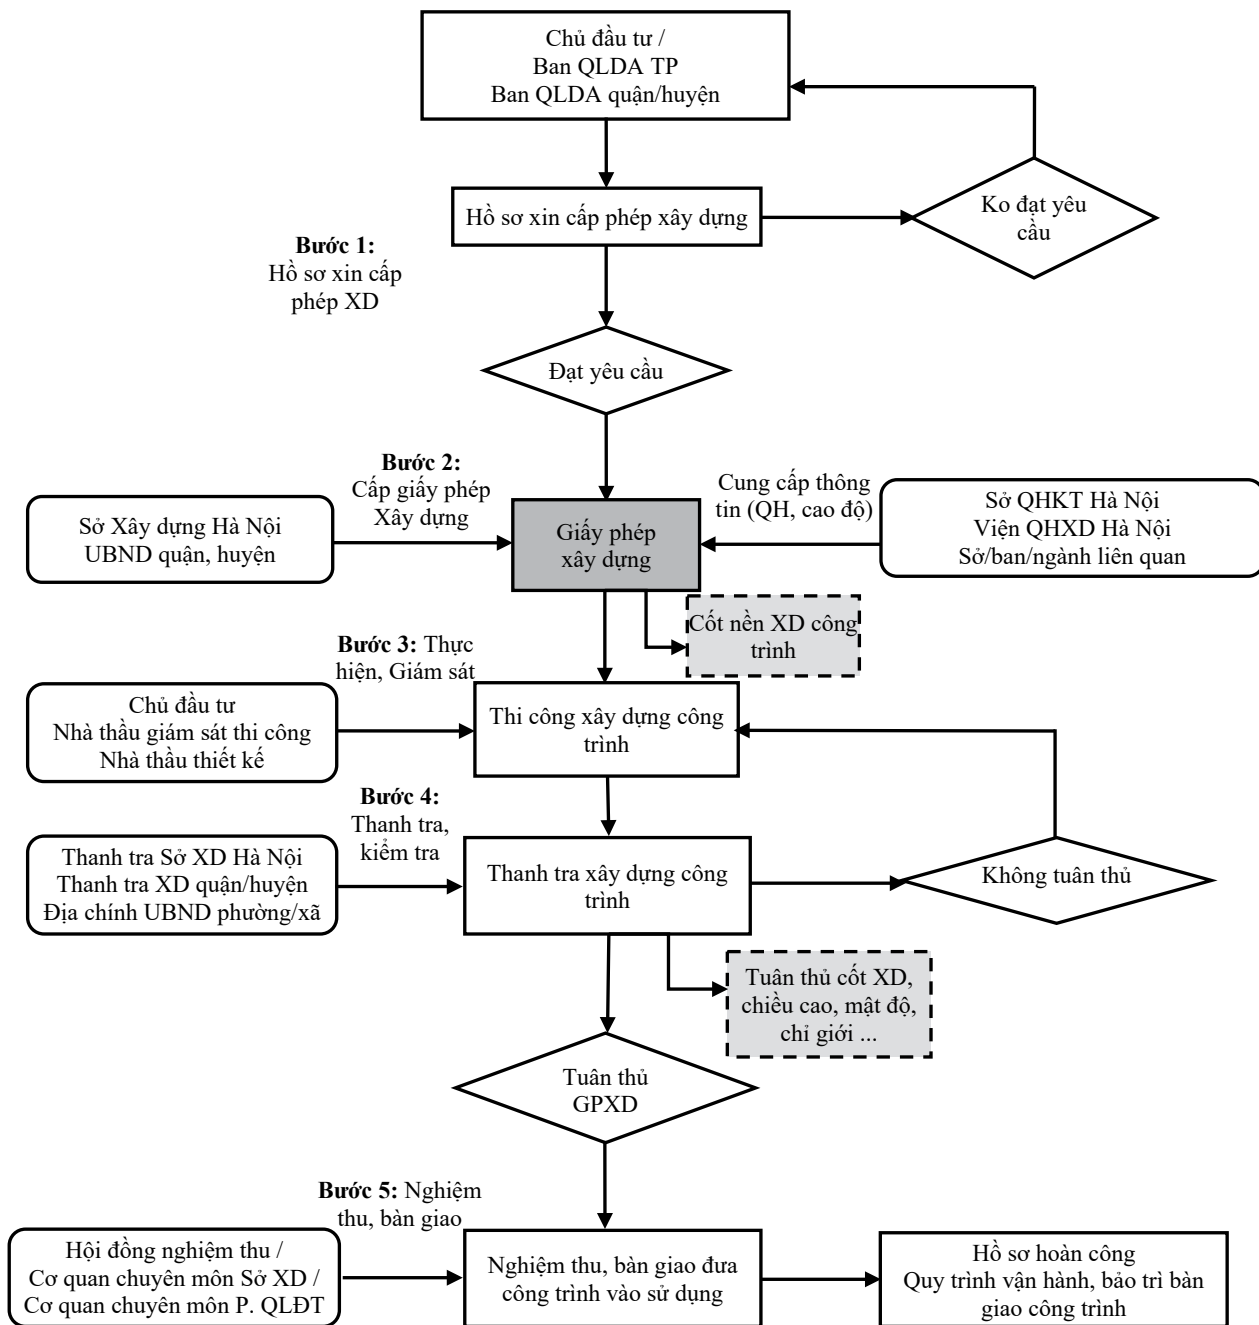 Chủ đầu tư /
Ban QLDA TP
Ban QLDA quận/huyện
Hồ sơ xin cấp phép xây dựng
Ko đạt yêu
cầu
Bước 1:
Hồ sơ xin cấp
phép XD
Đạt yêu cầu
Bước 2:
Cấp giấy phép
Xây dựng
Cung cấp thông
tin (QH, cao độ)
Sở Xây dựng Hà Nội
UBND quận, huyện
Giấy phép
xây dựng
Sở QHKT Hà Nội
Viện QHXD Hà Nội
Sở/ban/ngành liên quan
Cốt nền XD công
trình
Bước 3: Thực
hiện, Giám sát
Chủ đầu tư
Nhà thầu giám sát thi công
Nhà thầu thiết kế
Thi công xây dựng công
trình
Bước 4:
Thanh tra,
kiểm tra
Thanh tra Sở XD Hà Nội
Thanh tra XD quận/huyện
Địa chính UBND phường/xã
Thanh tra xây dựng công
trình
Không tuân thủ
Tuân thủ cốt XD,
chiều cao, mật độ,
chỉ giới ...
Tuân thủ
GPXD
Bước 5: Nghiệm
thu, bàn giao
Hội đồng nghiệm thu /
Cơ quan chuyên môn Sở XD /
Cơ quan chuyên môn P. QLĐT
Nghiệm thu, bàn giao đưa
công trình vào sử dụng
Hồ sơ hoàn công
Quy trình vận hành, bảo trì bàn
giao công trình